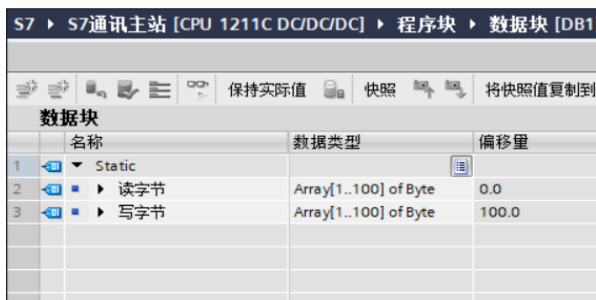 S7 ▸ S7通讯主站 [CPU 1211C DC/DC/DC] ▸ 程序块 ▸ 数据块 [DB1
保持实际值 快照 将快照值复制到
数据块
名称 数据类型 偏移量
1 Static
2 读字节 Array[1..100] of Byte 0.0
3 写字节 Array[1..100] of Byte 100.0